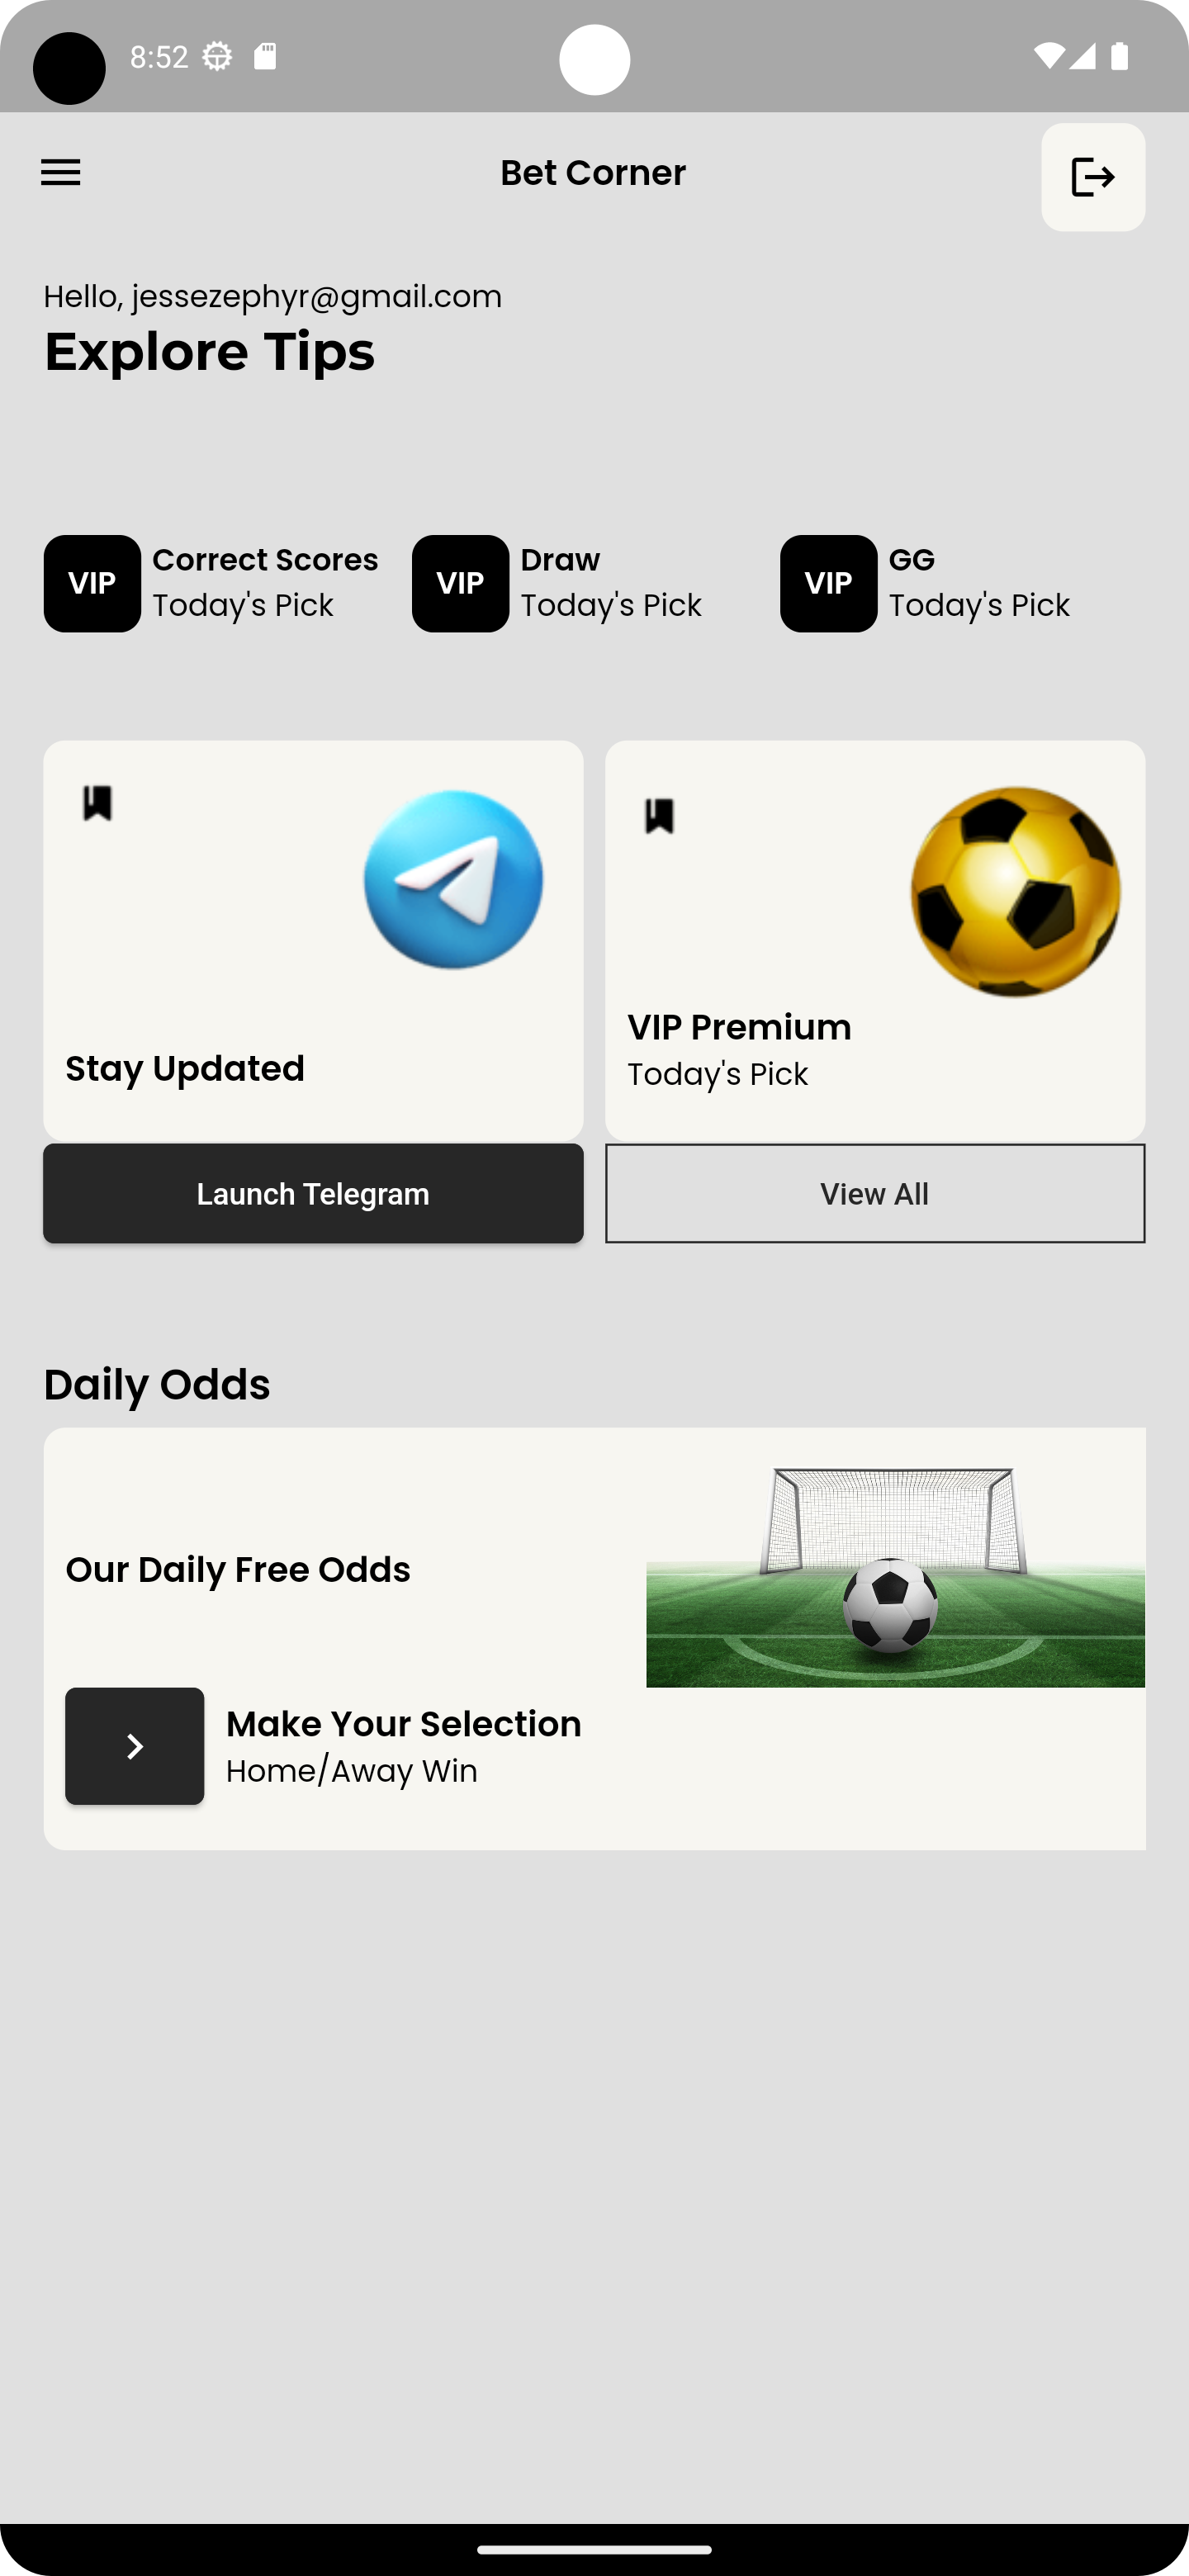 8:52
Bet Corner
Hello, jessezephyr@gmail.com
Explore Tips
VIP
Correct Scores
Today's Pick
VIP
Draw
Today's Pick
VIP
GG
Today's Pick
Stay Updated
VIP Premium
Today's Pick
Launch Telegram
View All
Daily Odds
Our Daily Free Odds
Make Your Selection
Home/Away Win